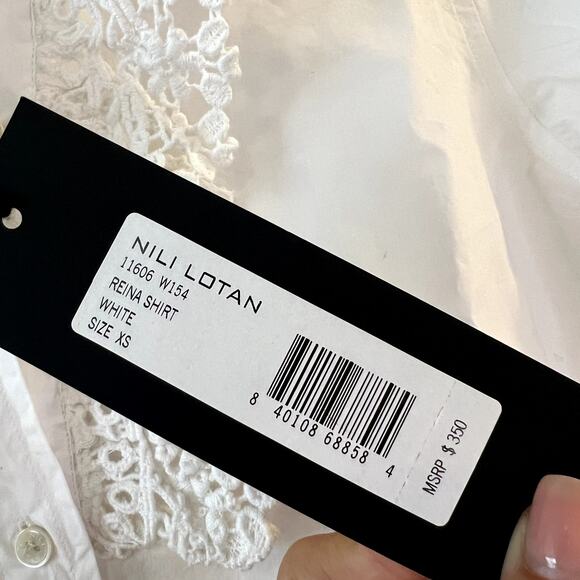 NILI LOTAN
11606 W154
REINA SHIRT
WHITE
SIZE XS
8 40108 68858 4
MSRP $ 350